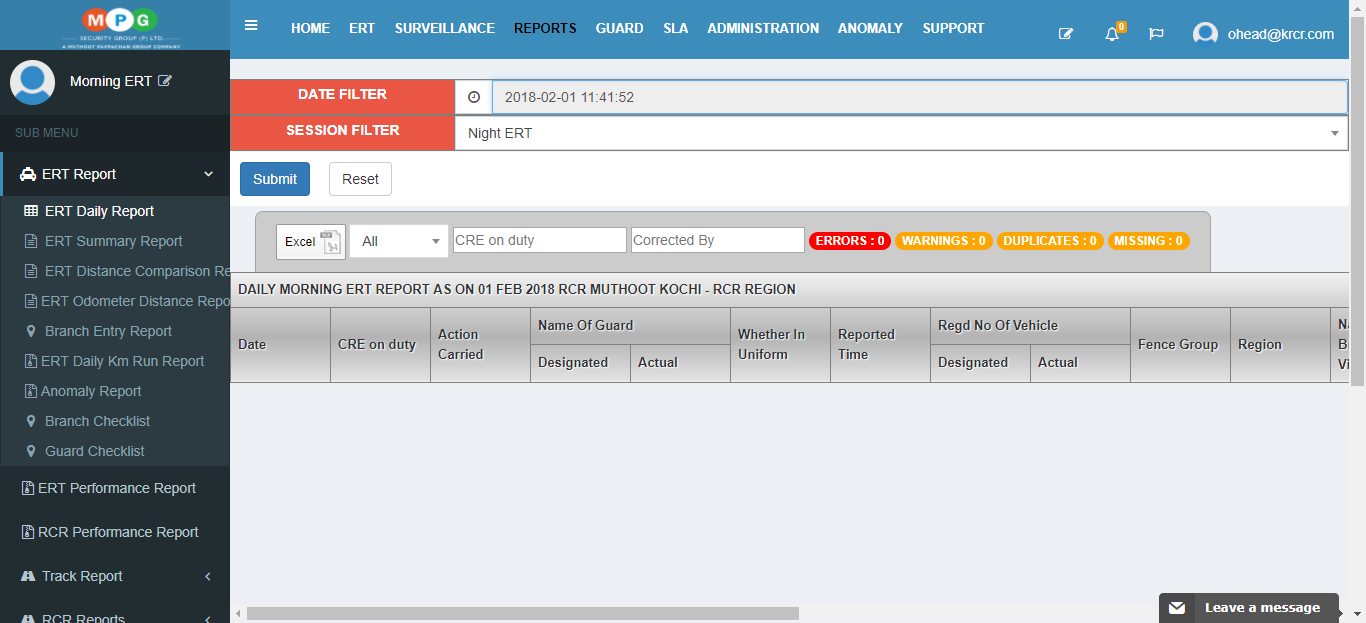 MPG
SECURITY GROUP (P) LTD.
A MUTHOOT PAPPACHAN GROUP COMPANY
HOME ERT SURVEILLANCE REPORTS GUARD SLA ADMINISTRATION ANOMALY SUPPORT
0
ohead@krcr.com
Morning ERT
SUB MENU
ERT Report
ERT Daily Report
ERT Summary Report
ERT Distance Comparison Re
ERT Odometer Distance Repo
Branch Entry Report
ERT Daily Km Run Report
Anomaly Report
Branch Checklist
Guard Checklist
ERT Performance Report
RCR Performance Report
Track Report
RCR Reports
DATE FILTER 2018-02-01 11:41:52
SESSION FILTER Night ERT
Submit Reset
Excel All CRE on duty Corrected By ERRORS : 0 WARNINGS : 0 DUPLICATES : 0 MISSING : 0
DAILY MORNING ERT REPORT AS ON 01 FEB 2018 RCR MUTHOOT KOCHI - RCR REGION
Date
CRE on duty
Action
Carried
Name Of Guard
Designated Actual
Whether In
Uniform
Reported
Time
Regd No Of Vehicle
Designated Actual
Fence Group
Region
Leave a message